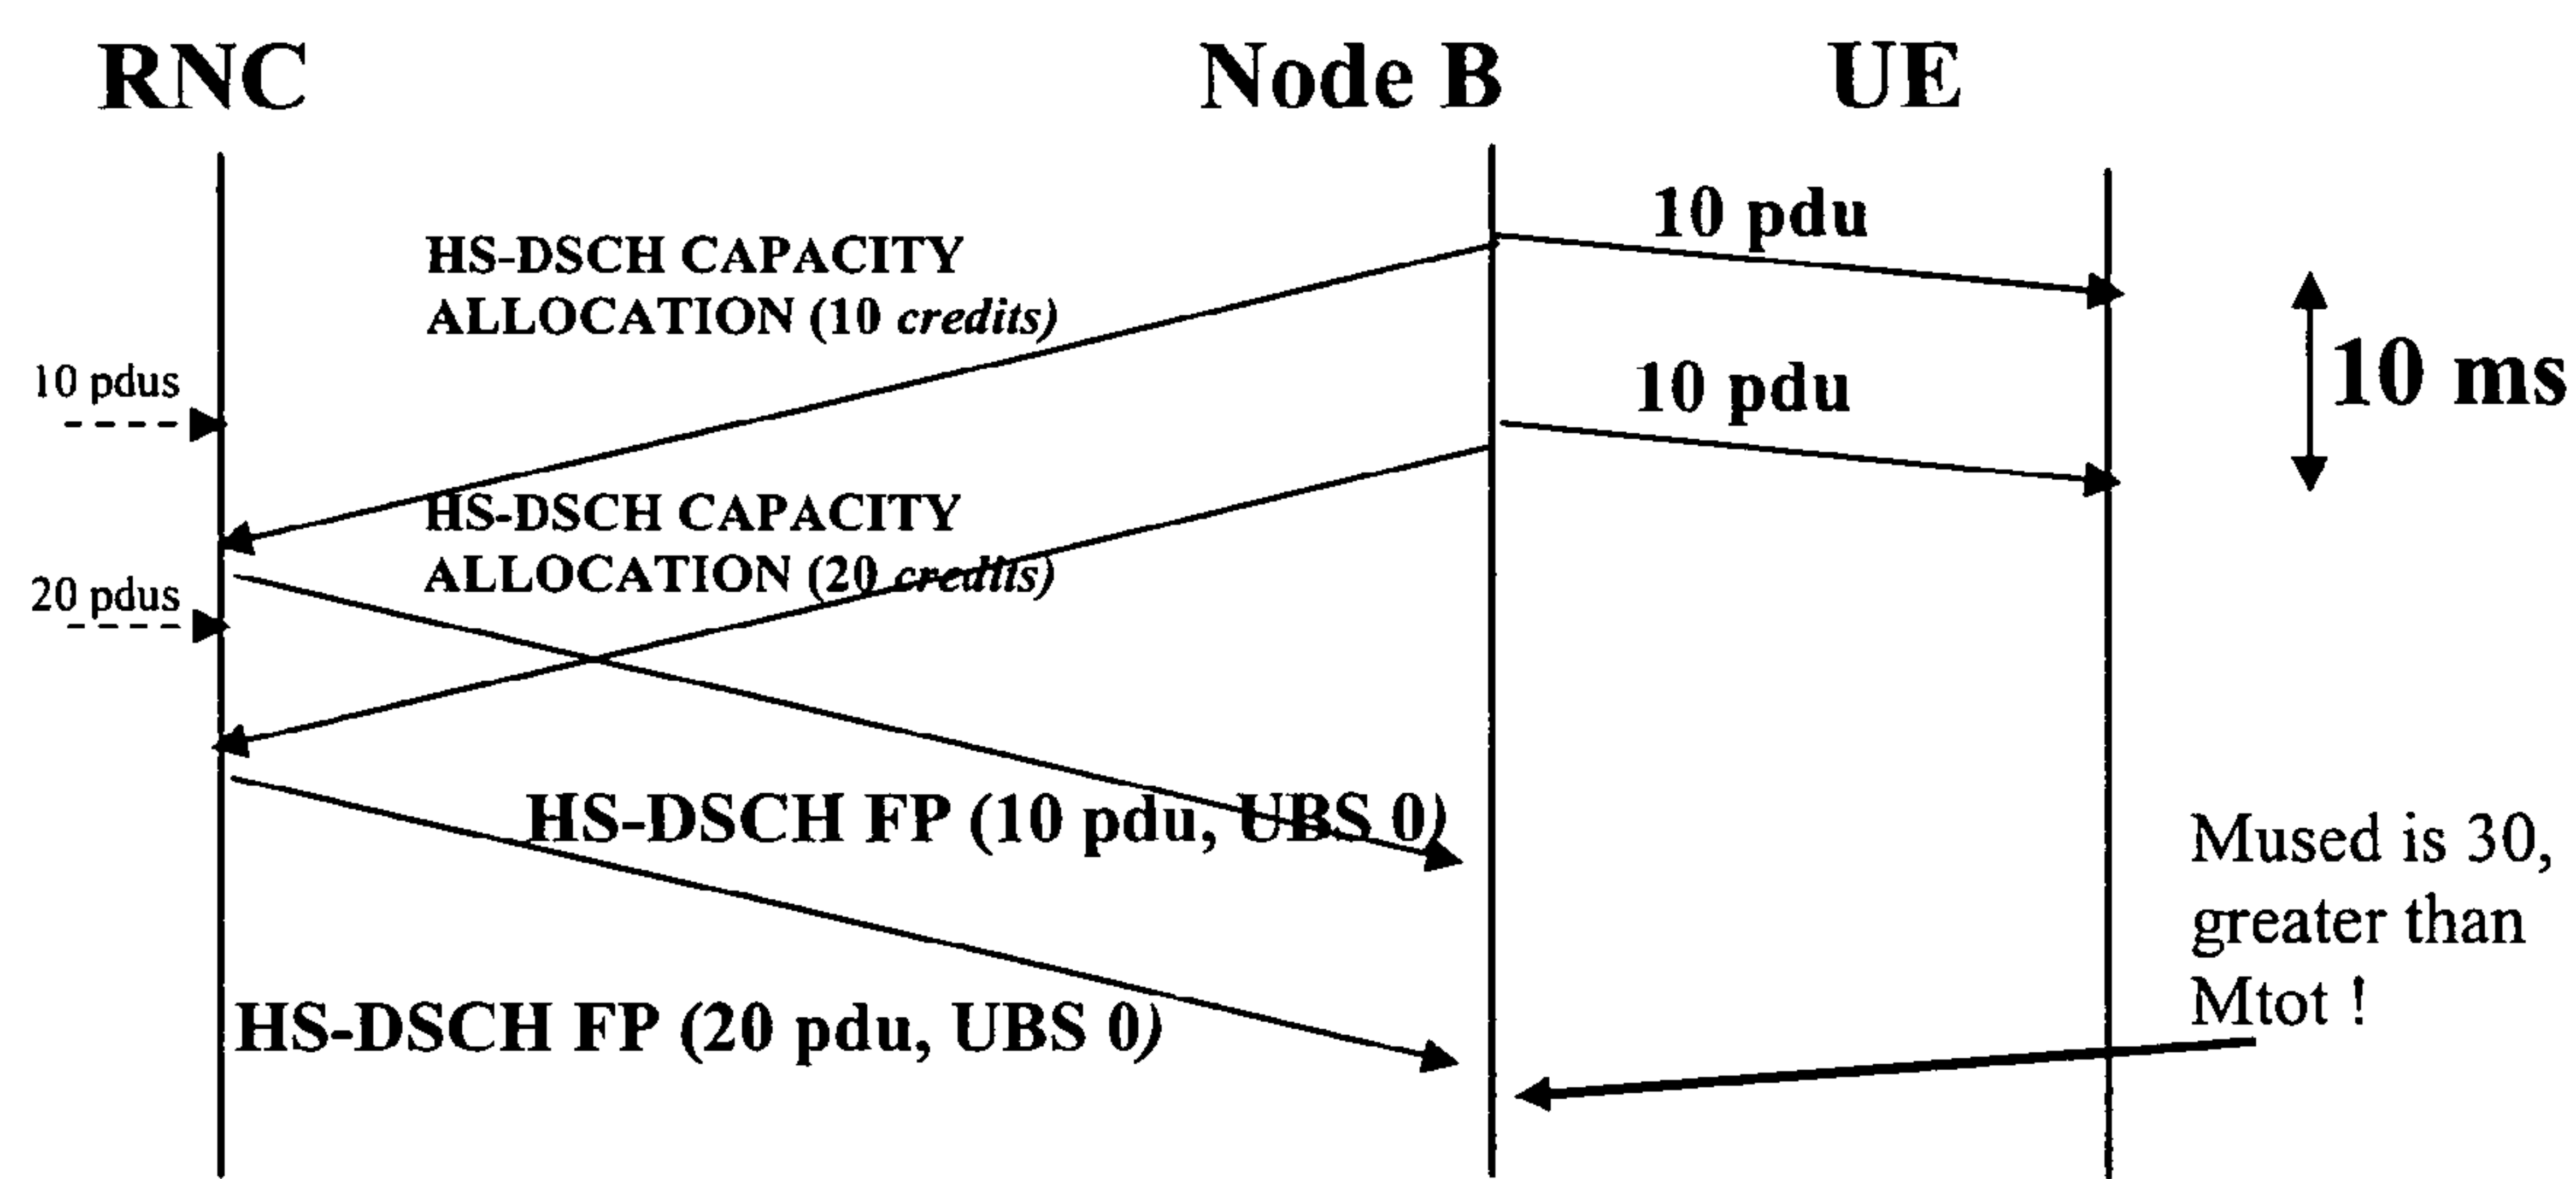 RNC
Node B
UE
10 pdu
HS-DSCH CAPACITY
ALLOCATION (10 credits)
10 pdus
10 pdu
10 ms
HS-DSCH CAPACITY
ALLOCATION (20 credits)
20 pdus
HS-DSCH FP (10 pdu, UBS 0)
Mused is 30,
greater than
Mtot !
HS-DSCH FP (20 pdu, UBS 0)